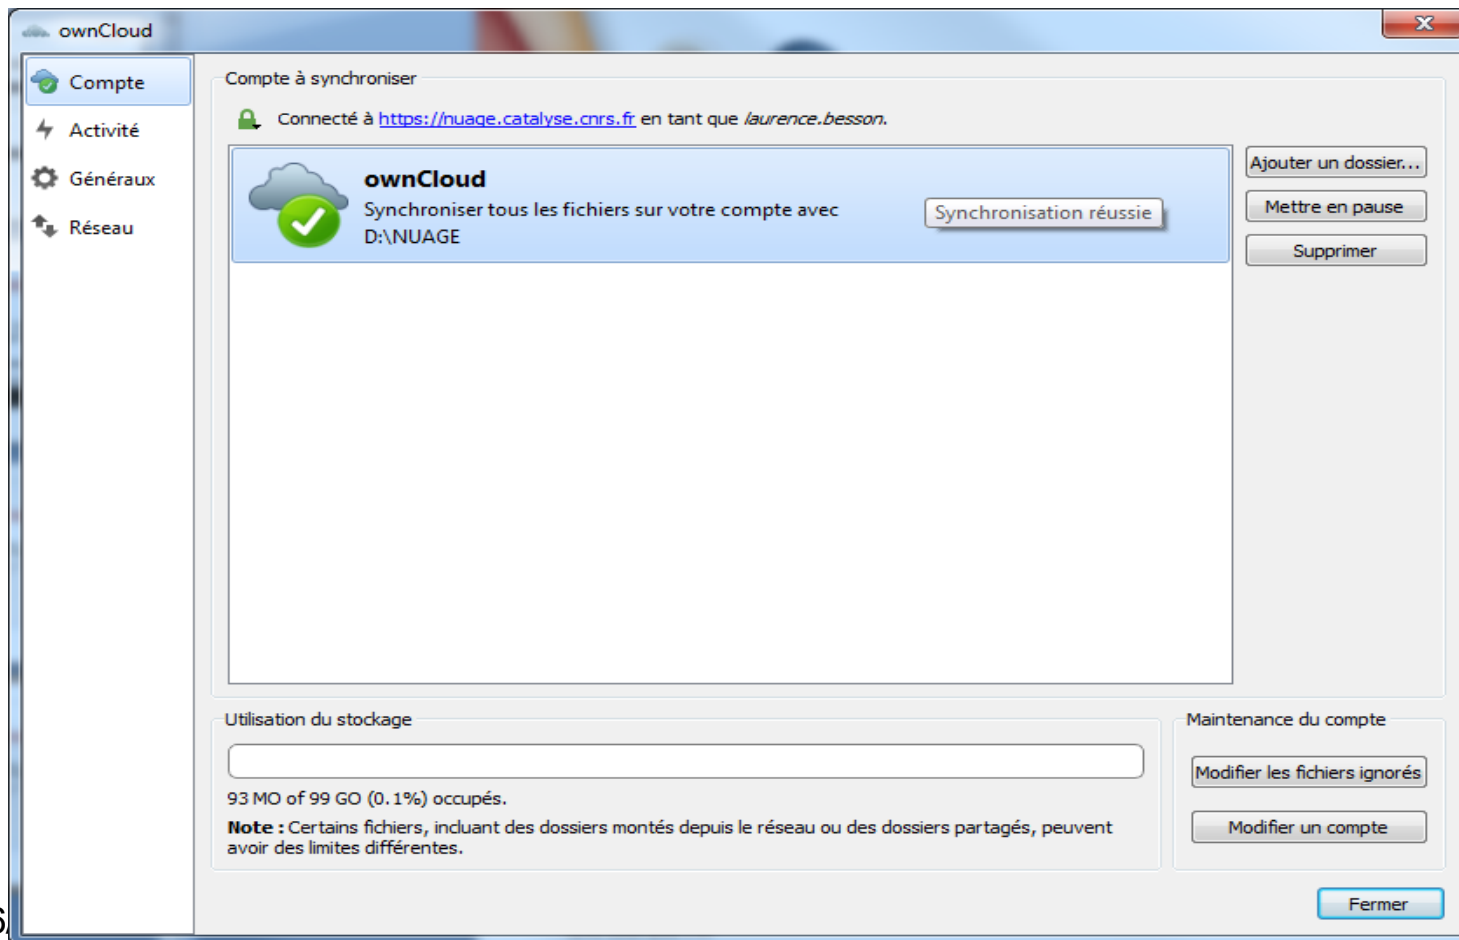 ownCloud
Compte
Activité
Généraux
Réseau
Compte à synchroniser
Connecté à https://nuage.catalyse.cnrs.fr en tant que laurence.besson.
ownCloud
Synchroniser tous les fichiers sur votre compte avec
D:\NUAGE
Synchronisation réussie
Ajouter un dossier...
Mettre en pause
Supprimer
Utilisation du stockage
93 MO of 99 GO (0.1%) occupés.
Note : Certains fichiers, incluant des dossiers montés depuis le réseau ou des dossiers partagés, peuvent
avoir des limites différentes.
Maintenance du compte
Modifier les fichiers ignorés
Modifier un compte
Fermer